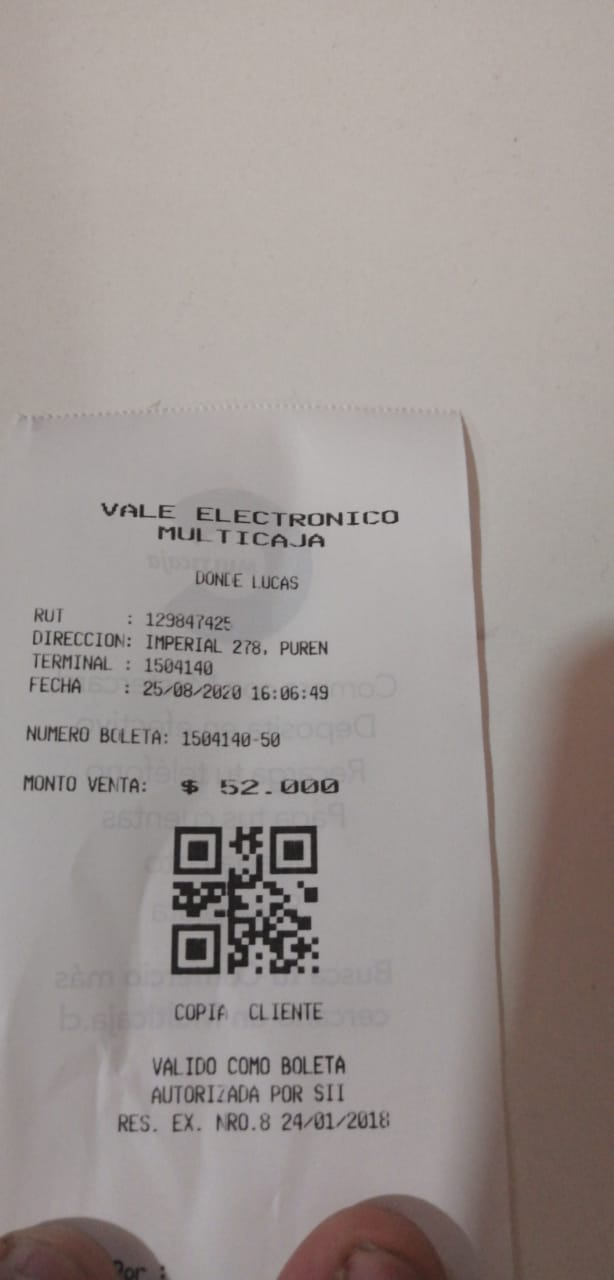 VALE ELECTRONICO
MULTICAJA
DONDE LUCAS
RUT : 129847425
DIRECCION: IMPERIAL 278, PUREN
TERMINAL : 1504140
FECHA : 25/08/2020 16:06:49
NUMERO BOLETA: 1504140-50
MONTO VENTA: $ 52.000
COPIA CLIENTE
VALIDO COMO BOLETA
AUTORIZADA POR SII
RES. EX. NRO.8 24/01/2018
Por :